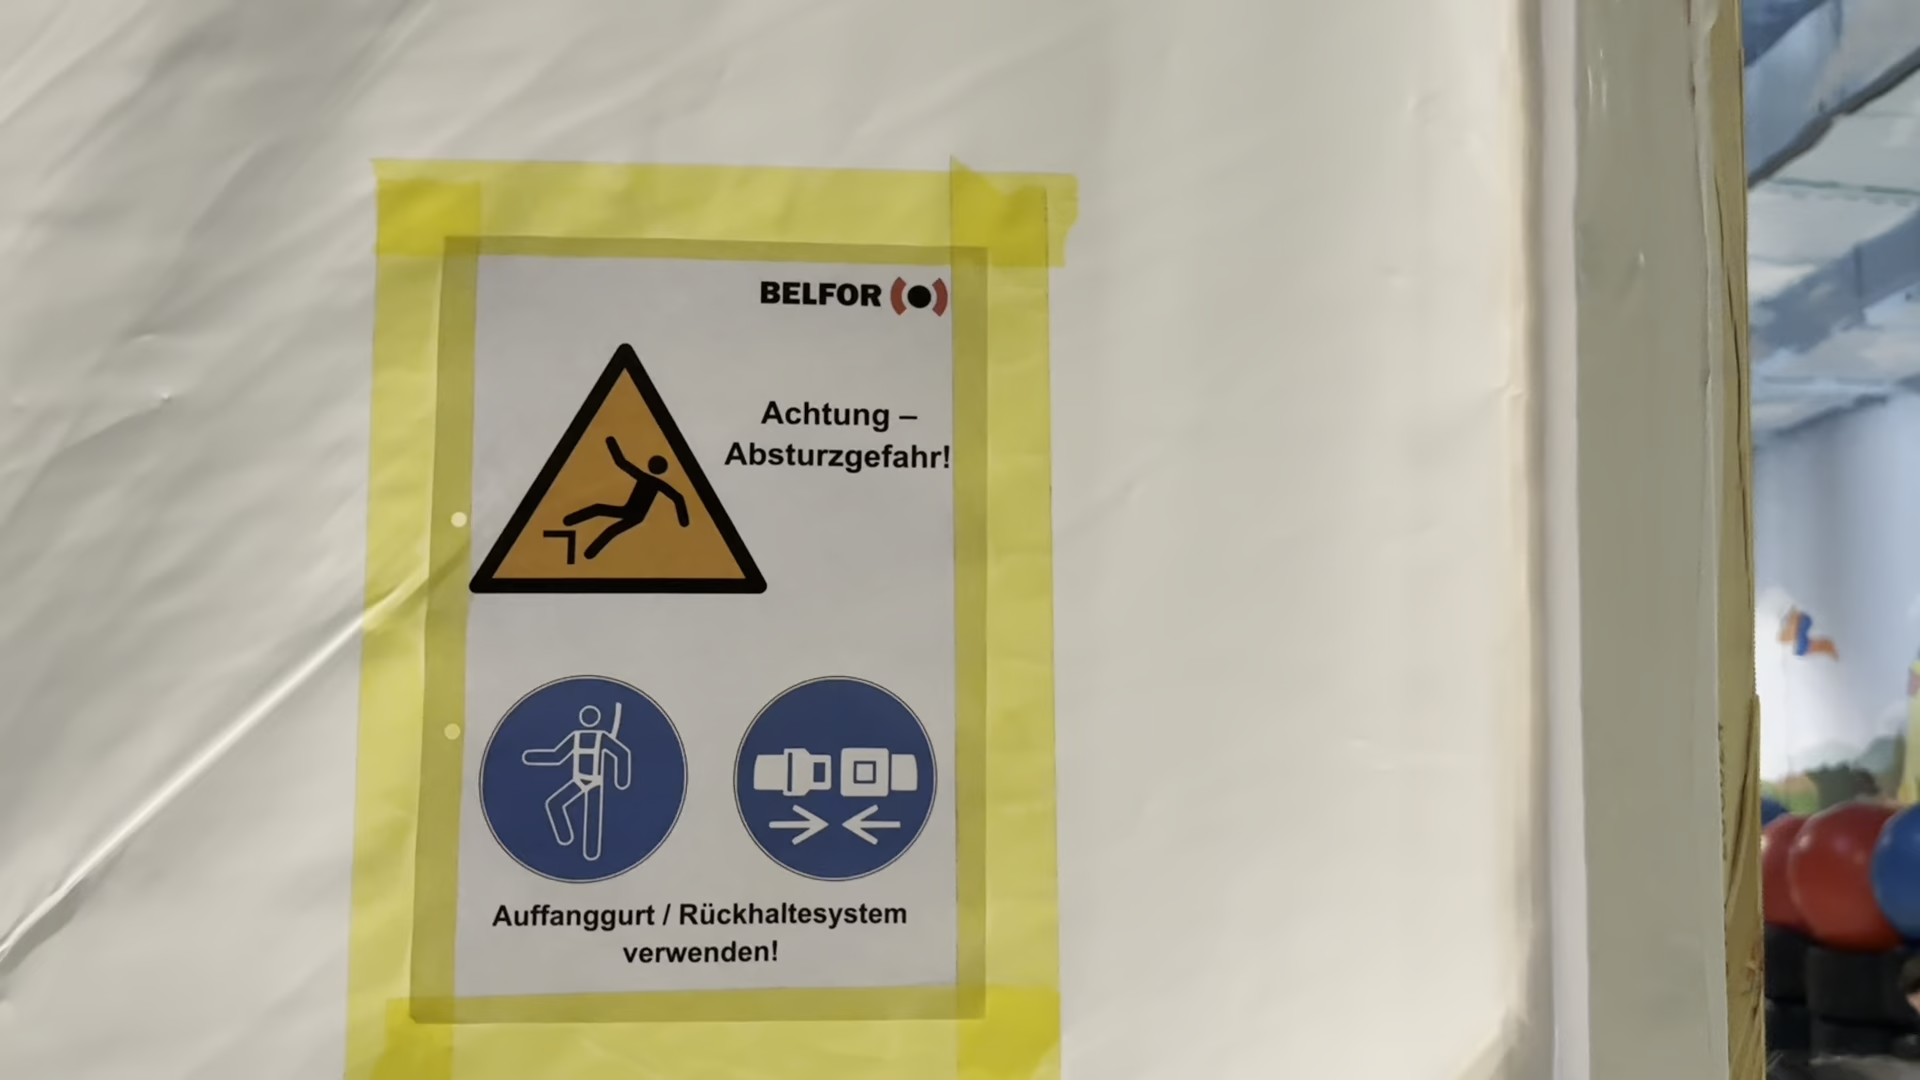 BELFOR
Achtung –
Absturzgefahr!
Auffanggurt / Rückhaltesystem
verwenden!